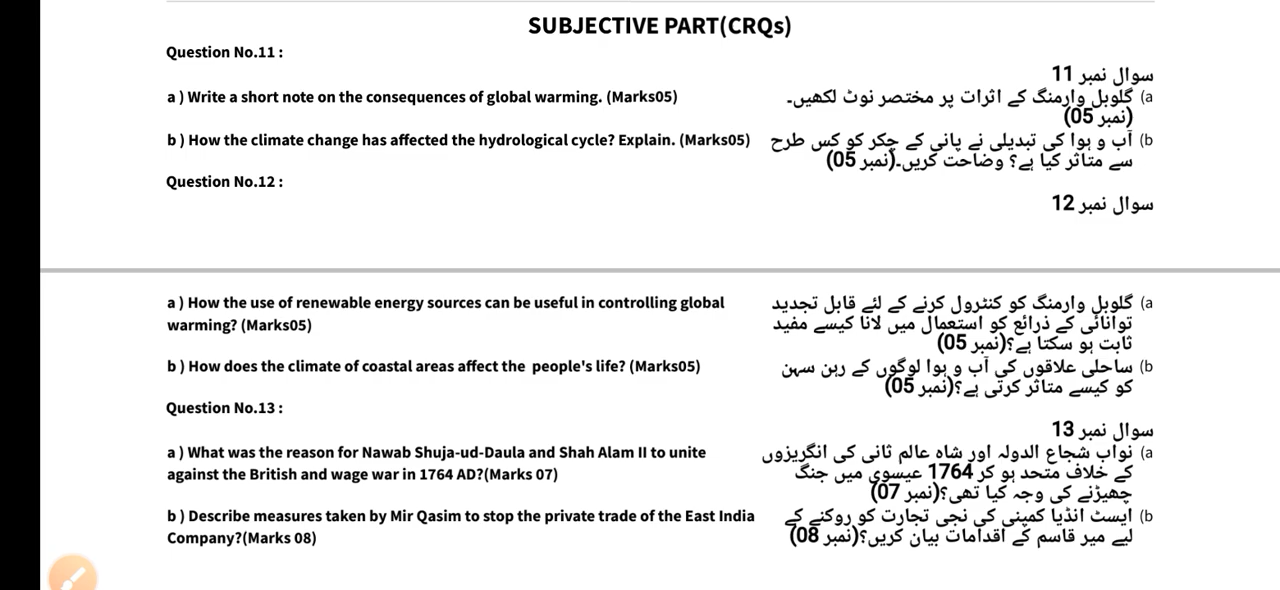 SUBJECTIVE PART(CRQs)
Question No.11 :
سوال نمبر 11
a ) Write a short note on the consequences of global warming. (Marks05)
a) گلوبل وارمنگ کے اثرات پر مختصر نوٹ لکھیں۔
(نمبر 05)
b ) How the climate change has affected the hydrological cycle? Explain. (Marks05)
b) آب و ہوا کی تبدیلی نے پانی کے چکر کو کس طرح
سے متاثر کیا ہے؟ وضاحت کریں۔(نمبر 05)
Question No.12 :
سوال نمبر 12
a ) How the use of renewable energy sources can be useful in controlling global
warming? (Marks05)
a) گلوبل وارمنگ کو کنٹرول کرنے کے لئے قابل تجدید
توانائی کے ذرائع کو استعمال میں لانا کیسے مفید
ثابت ہو سکتا ہے؟(نمبر 05)
b ) How does the climate of coastal areas affect the people's life? (Marks05)
b) ساحلی علاقوں کی آب و ہوا لوگوں کے رہن سہن
کو کیسے متاثر کرتی ہے؟(نمبر 05)
Question No.13 :
سوال نمبر 13
a ) What was the reason for Nawab Shuja-ud-Daula and Shah Alam II to unite
against the British and wage war in 1764 AD?(Marks 07)
a) نواب شجاع الدولہ اور شاہ عالم ثانی کی انگریزوں
کے خلاف متحد ہو کر 1764 عیسوی میں جنگ
چھیڑنے کی وجہ کیا تھی؟(نمبر 07)
b ) Describe measures taken by Mir Qasim to stop the private trade of the East India
Company?(Marks 08)
b) ایسٹ انڈیا کمپنی کی نجی تجارت کو روکنے کے
لیے میر قاسم کے اقدامات بیان کریں؟(نمبر 08)